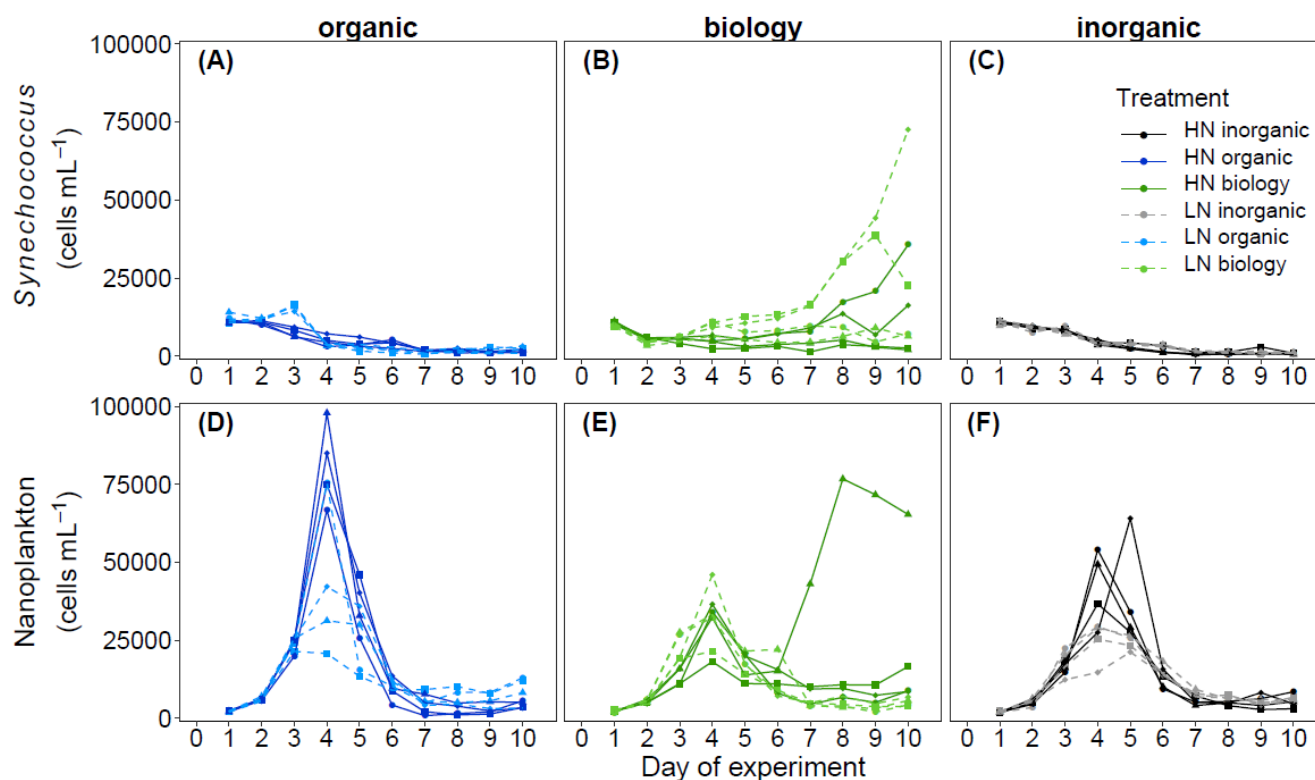 organic biology inorganic
100000 (A) (B) (C)
Treatment
HN inorganic
HN organic
HN biology
LN inorganic
LN organic
LN biology
75000
50000
25000
0
Synechococcus
(cells mL⁻¹)
0 1 2 3 4 5 6 7 8 9 10 0 1 2 3 4 5 6 7 8 9 10 0 1 2 3 4 5 6 7 8 9 10
100000 (D) (E) (F)
75000
50000
25000
0
Nanoplankton
(cells mL⁻¹)
0 1 2 3 4 5 6 7 8 9 10 0 1 2 3 4 5 6 7 8 9 10 0 1 2 3 4 5 6 7 8 9 10
Day of experiment